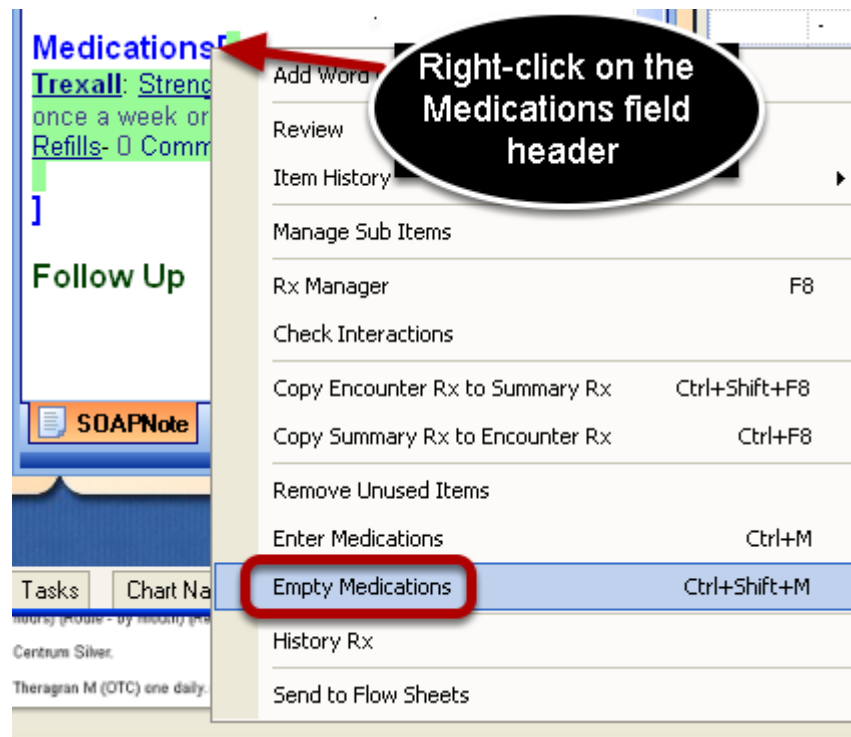 Medications[
Trexall: Streng
once a week or
Refills- 0 Comm
]
Follow Up
SOAPNote
Tasks Chart Na
Centrum Silver.
Theragran M (OTC) one daily.
Right-click on the
Medications field
header
Add Word
Review
Item History
Manage Sub Items
Rx Manager F8
Check Interactions
Copy Encounter Rx to Summary Rx Ctrl+Shift+F8
Copy Summary Rx to Encounter Rx Ctrl+F8
Remove Unused Items
Enter Medications Ctrl+M
Empty Medications Ctrl+Shift+M
History Rx
Send to Flow Sheets